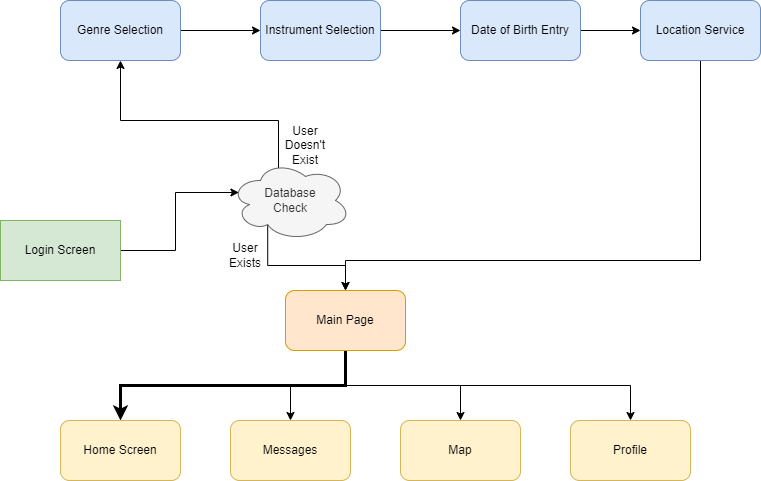 Genre Selection
Instrument Selection
Date of Birth Entry
Location Service
User
Doesn't
Exist
Database
Check
Login Screen
User
Exists
Main Page
Home Screen
Messages
Map
Profile